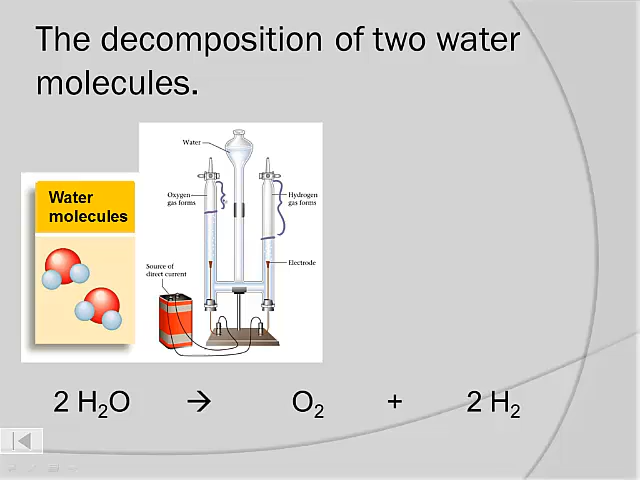 The decomposition of two water
molecules.
Water
Oxygen
gas forms
Hydrogen
gas forms
Water
molecules
Electrode
Source of
direct current
2 H₂O → O₂ + 2 H₂